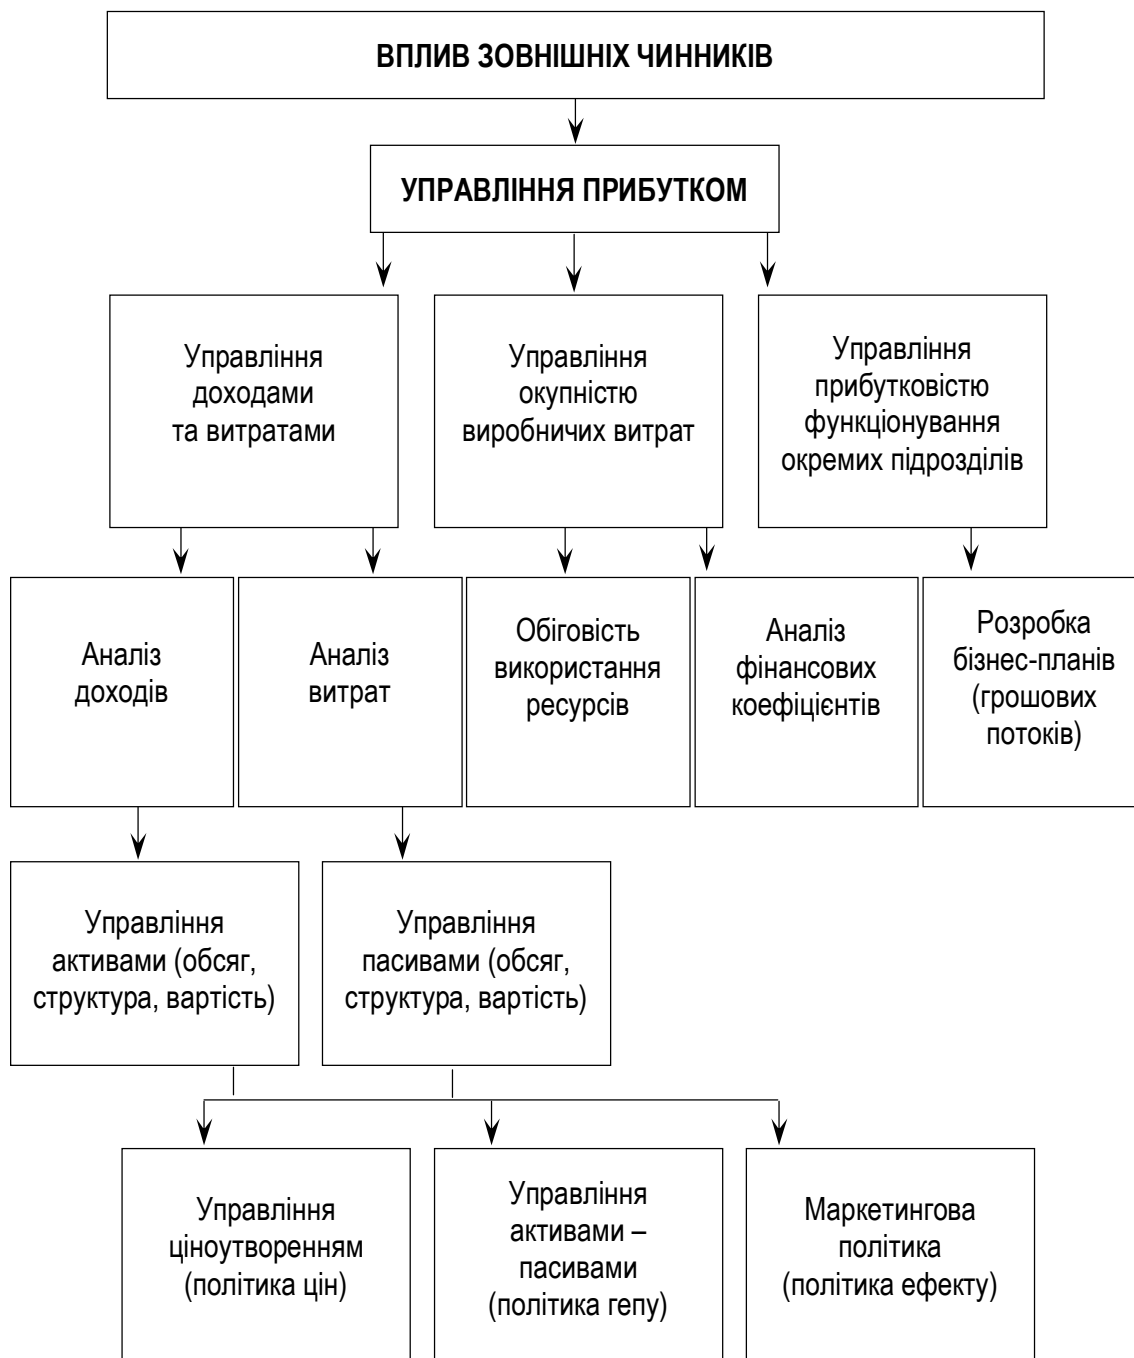 ВПЛИВ ЗОВНІШНІХ ЧИННИКІВ
УПРАВЛІННЯ ПРИБУТКОМ
Управління
доходами
та витратами
Управління
окупністю
виробничих витрат
Управління
прибутковістю
функціонування
окремих підрозділів
Аналіз
доходів
Аналіз
витрат
Обіговість
використання
ресурсів
Аналіз
фінансових
коефіцієнтів
Розробка
бізнес-планів
(грошових
потоків)
Управління
активами (обсяг,
структура, вартість)
Управління
пасивами (обсяг,
структура, вартість)
Управління
ціноутворенням
(політика цін)
Управління
активами –
пасивами
(політика гепу)
Маркетингова
політика
(політика ефекту)